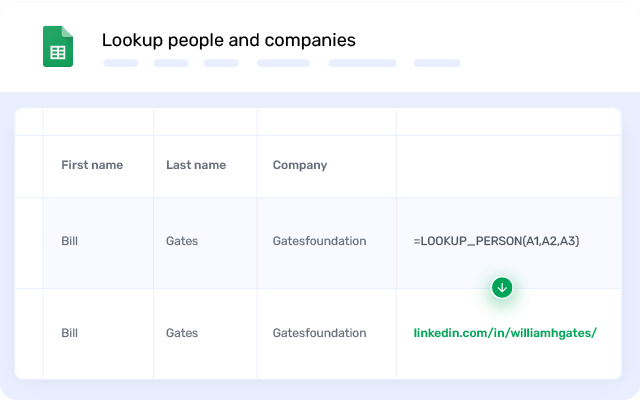 Lookup people and companies
First name Last name Company
Bill Gates Gatesfoundation =LOOKUP_PERSON(A1,A2,A3)
Bill Gates Gatesfoundation linkedin.com/in/williamhgates/